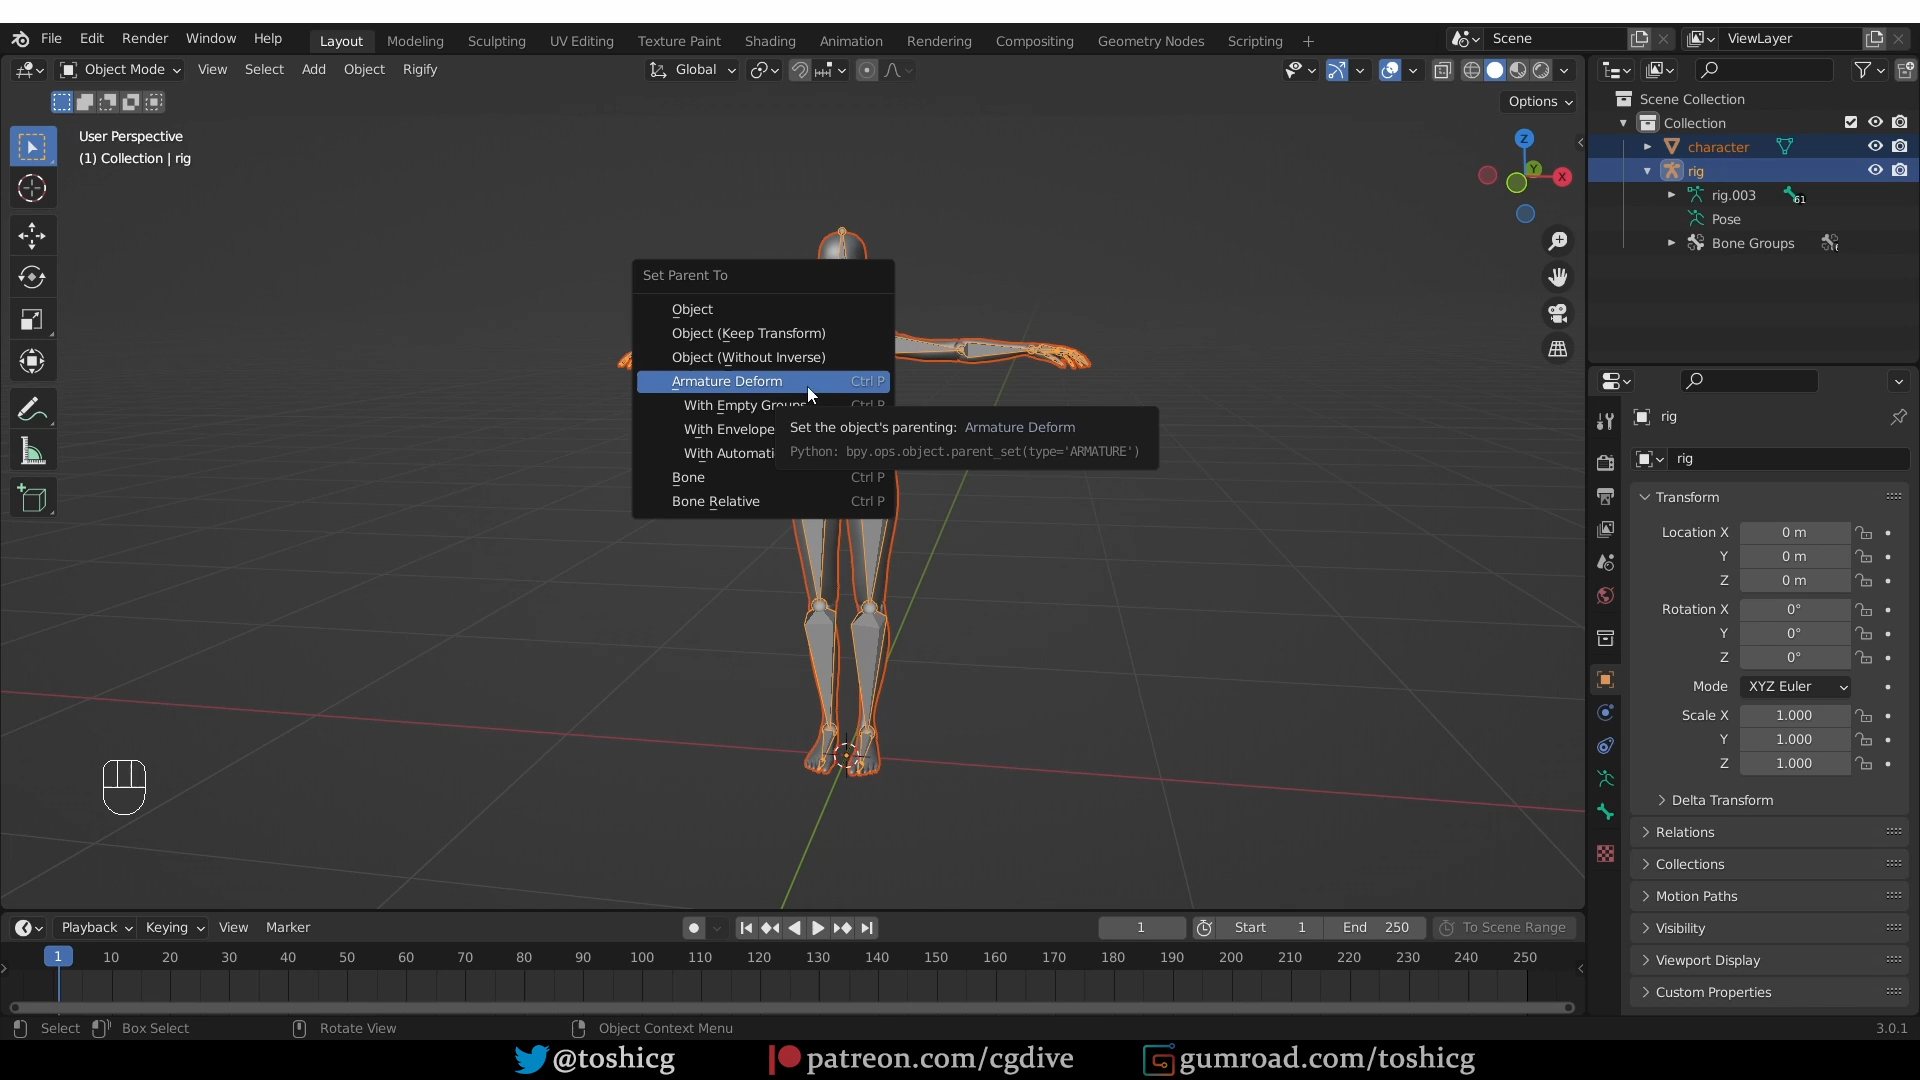 File Edit Render Window Help Layout Modeling Sculpting UV Editing Texture Paint Shading Animation Rendering Compositing Geometry Nodes Scripting + Scene ViewLayer
Object Mode View Select Add Object Rigify Global
Options
User Perspective
(1) Collection | rig
Z
Y
X
Scene Collection
Collection
character
rig
rig.003 61
Pose
Bone Groups
Set Parent To
Object
Object (Keep Transform)
Object (Without Inverse)
Armature Deform Ctrl P
With Empty Groups Ctrl P
With Envelope
With Automati
Bone Ctrl P
Bone Relative Ctrl P
Set the object's parenting: Armature Deform
Python: bpy.ops.object.parent_set(type='ARMATURE')
rig
rig
Transform
Location X 0 m
Y 0 m
Z 0 m
Rotation X 0°
Y 0°
Z 0°
Mode XYZ Euler
Scale X 1.000
Y 1.000
Z 1.000
Delta Transform
Relations
Collections
Motion Paths
Visibility
Viewport Display
Custom Properties
Playback Keying View Marker 1 Start 1 End 250 To Scene Range
1 10 20 30 40 50 60 70 80 90 100 110 120 130 140 150 160 170 180 190 200 210 220 230 240 250
Select Box Select Rotate View Object Context Menu 3.0.1
@toshicg patreon.com/cgdive gumroad.com/toshicg